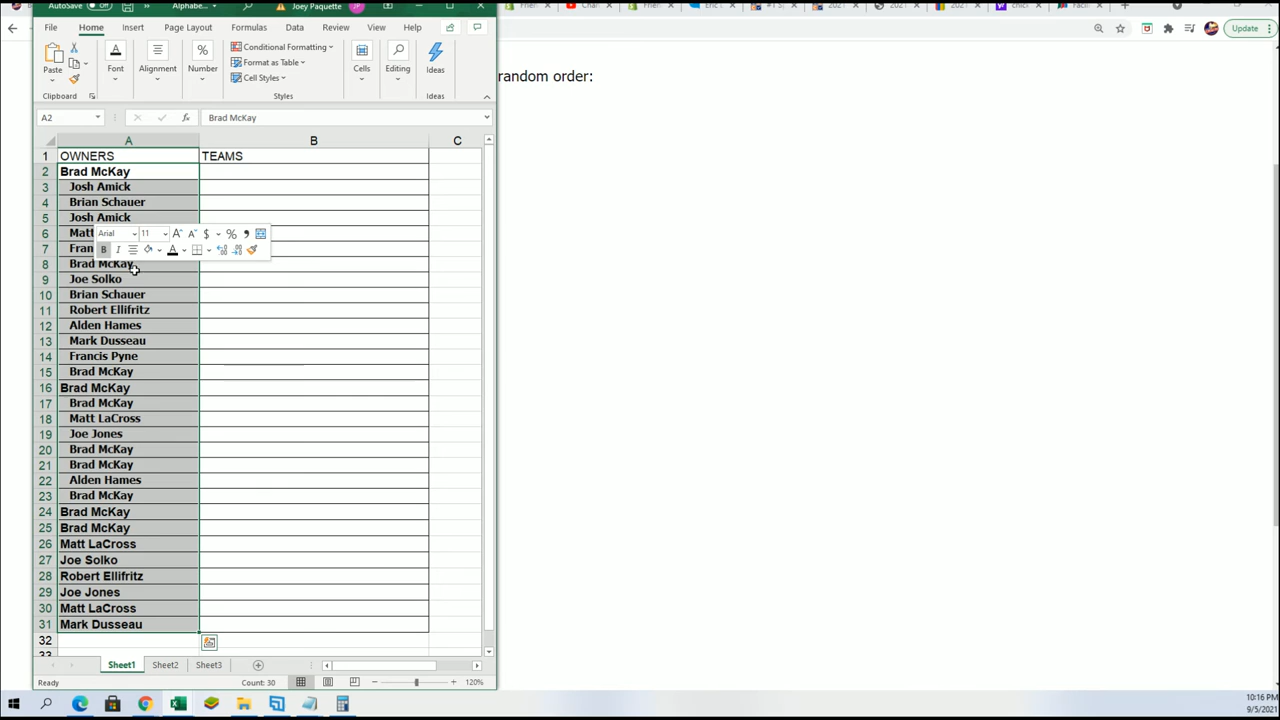 AutoSave
Alphabe...
Joey Paquette
File Home Insert Page Layout Formulas Data Review View Help
Paste
Font
Alignment
Number
Conditional Formatting
Format as Table
Cell Styles
Cells
Editing
Ideas
Clipboard Styles Ideas
A2 Brad McKay
A B C
1 OWNERS TEAMS
2 Brad McKay
3 Josh Amick
4 Brian Schauer
5 Josh Amick
6 Matt
7 Fran
8 Brad McKay
9 Joe Solko
10 Brian Schauer
11 Robert Ellifritz
12 Alden Hames
13 Mark Dusseau
14 Francis Pyne
15 Brad McKay
16 Brad McKay
17 Brad McKay
18 Matt LaCross
19 Joe Jones
20 Brad McKay
21 Brad McKay
22 Alden Hames
23 Brad McKay
24 Brad McKay
25 Brad McKay
26 Matt LaCross
27 Joe Solko
28 Robert Ellifritz
29 Joe Jones
30 Matt LaCross
31 Mark Dusseau
32
33
Arial 11 A A $ % ,
B I A
Sheet1 Sheet2 Sheet3
Ready Count: 30 120%
random order:
Update
10:16 PM
9/5/2021